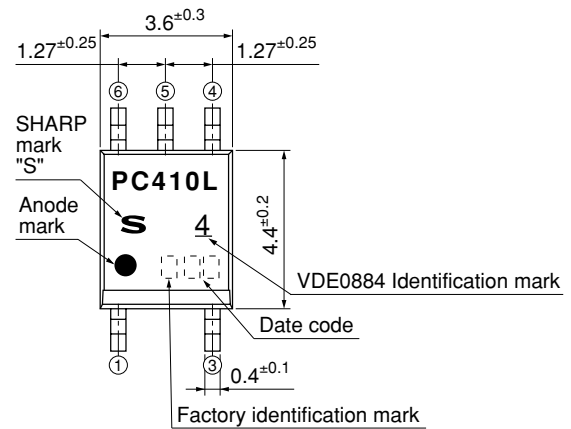 3.6±0.3
1.27±0.25 1.27±0.25
⑥ ⑤ ④
SHARP
mark
"S"
PC410L
Anode
mark
S
4
4.4±0.2
VDE0884 Identification mark
Date code
① ③
0.4±0.1
Factory identification mark